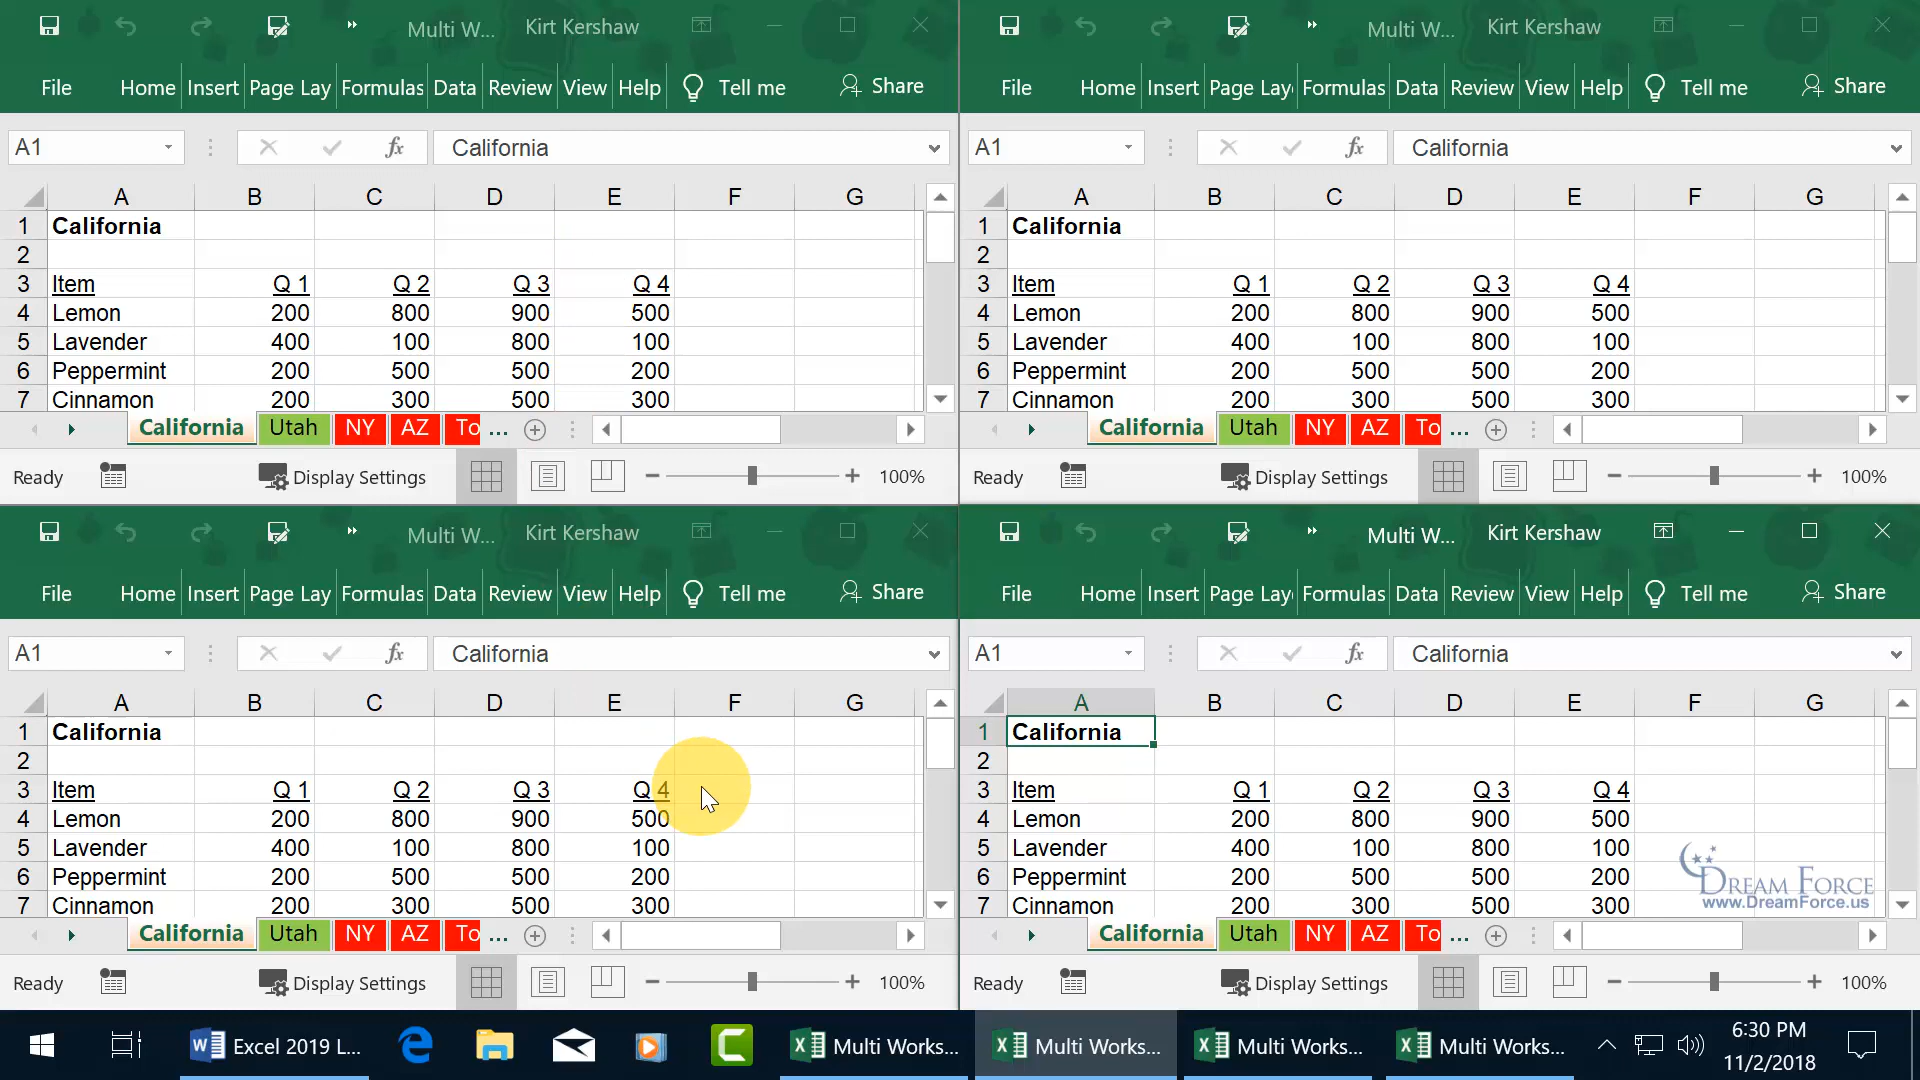 Multi W... Kirt Kershaw
File Home Insert Page Lay Formulas Data Review View Help Tell me Share
A1 fx California
A B C D E F G
1 California
2
3 Item Q 1 Q 2 Q 3 Q 4
4 Lemon 200 800 900 500
5 Lavender 400 100 800 100
6 Peppermint 200 500 500 200
7 Cinnamon 200 300 500 300
California Utah NY AZ To ...
Ready Display Settings 100%
Multi W... Kirt Kershaw
File Home Insert Page Lay Formulas Data Review View Help Tell me Share
A1 fx California
A B C D E F G
1 California
2
3 Item Q 1 Q 2 Q 3 Q 4
4 Lemon 200 800 900 500
5 Lavender 400 100 800 100
6 Peppermint 200 500 500 200
7 Cinnamon 200 300 500 300
California Utah NY AZ To ...
Ready Display Settings 100%
Multi W... Kirt Kershaw
File Home Insert Page Lay Formulas Data Review View Help Tell me Share
A1 fx California
A B C D E F G
1 California
2
3 Item Q 1 Q 2 Q 3 Q 4
4 Lemon 200 800 900 500
5 Lavender 400 100 800 100
6 Peppermint 200 500 500 200
7 Cinnamon 200 300 500 300
California Utah NY AZ To ...
Ready Display Settings 100%
Multi W... Kirt Kershaw
File Home Insert Page Lay Formulas Data Review View Help Tell me Share
A1 fx California
A B C D E F G
1 California
2
3 Item Q 1 Q 2 Q 3 Q 4
4 Lemon 200 800 900 500
5 Lavender 400 100 800 100
6 Peppermint 200 500 500 200
7 Cinnamon 200 300 500 300
DREAM FORCE
www.DreamForce.us
California Utah NY AZ To ...
Ready Display Settings 100%
Excel 2019 L... Multi Works... Multi Works... Multi Works... Multi Works... 6:30 PM
11/2/2018